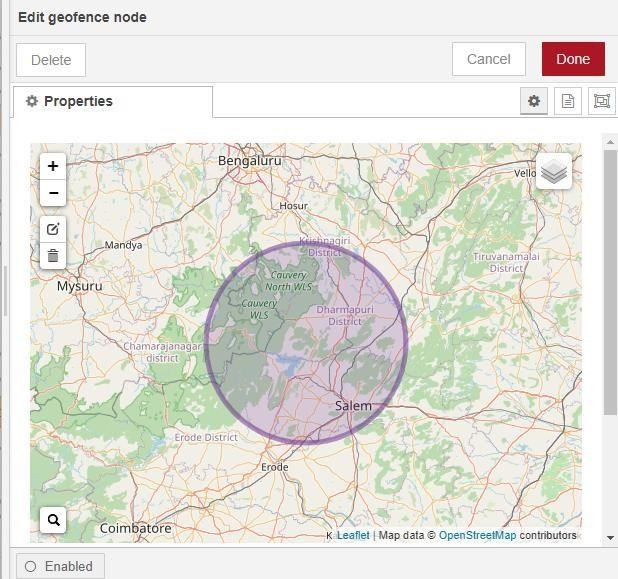 Edit geofence node
Delete
Cancel
Done
Properties
+
−
Bengaluru
Hosur
Mandya
Mysuru
Krishnagiri
District
Cauvery
North WLS
Cauvery
WLS
Dharmapuri
District
Tiruvanamalai
District
Chamarajanagar
district
Salem
Erode District
Erode
Coimbatore
Leaflet | Map data © OpenStreetMap contributors
Enabled